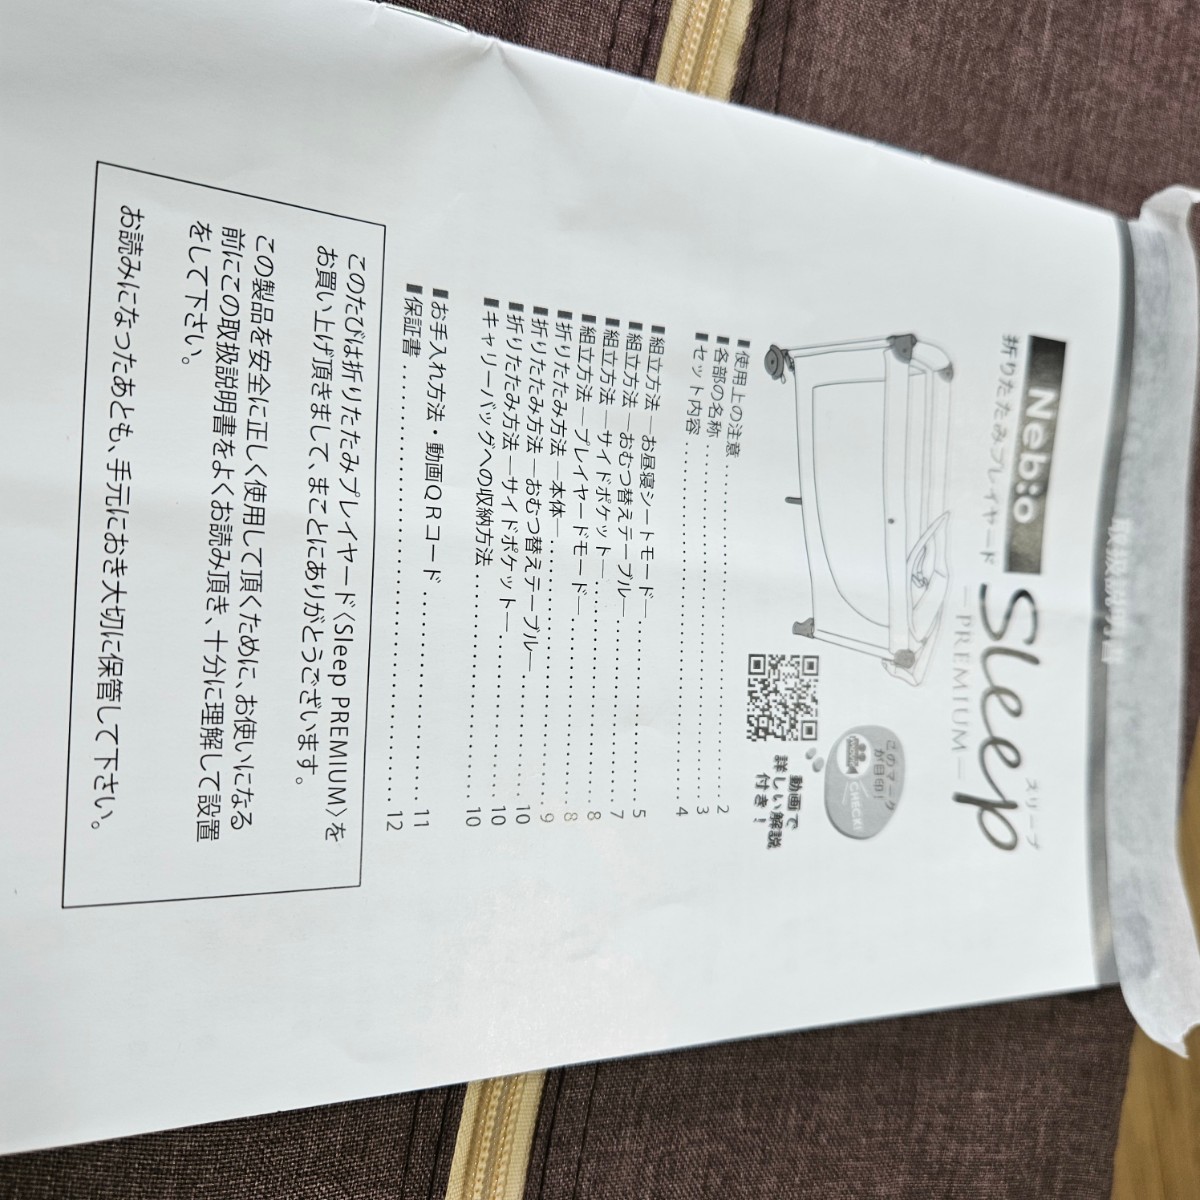 取扱説明書
Neb:o
折りたたみプレイヤード
Sleep
スリープ
—PREMIUM—
このマーク
が目印!
CHECK!
動画で
詳しい解説
付き!
■使用上の注意 2
■各部の名称 3
■セット内容 4
■組立方法 ―お昼寝シートモード― 5
■組立方法 ―おむつ替えテーブル― 7
■組立方法 ―サイドポケット― 8
■組立方法 ―プレイヤードモード― 8
■折りたたみ方法 ―本体― 9
■折りたたみ方法 ―おむつ替えテーブル― 10
■折りたたみ方法 ―サイドポケット― 10
■キャリーバッグへの収納方法 10
■お手入れ方法・動画QRコード 11
■保証書 12
このたびは折りたたみプレイヤード〈Sleep PREMIUM〉を
お買い上げ頂きまして、まことにありがとうございます。
この製品を安全に正しく使用して頂くために、お使いになる
前にこの取扱説明書をよくお読み頂き、十分に理解して設置
をして下さい。
お読みになったあとも、手元におき大切に保管して下さい。